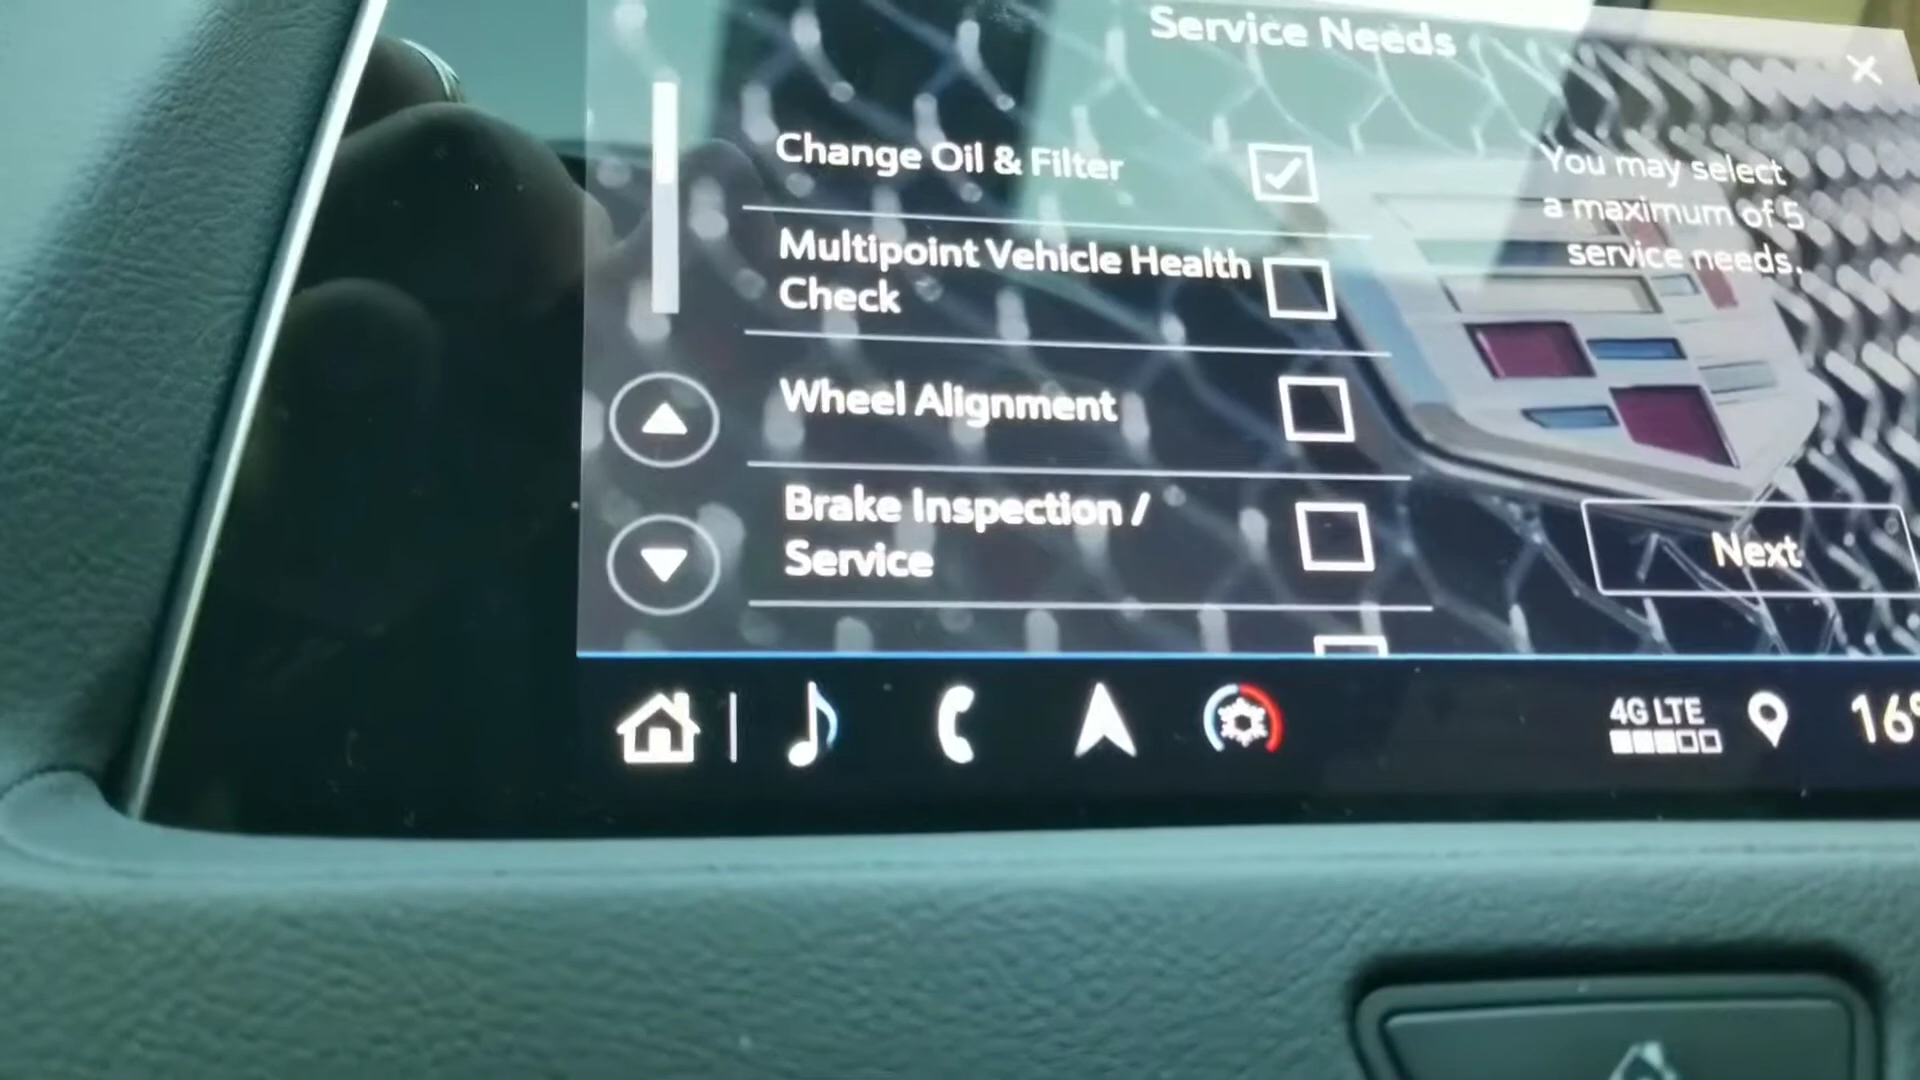 Service Needs
Change Oil & Filter
You may select
a maximum of 5
service needs.
Multipoint Vehicle Health
Check
Wheel Alignment
Brake Inspection /
Service
Next
4G LTE
16°